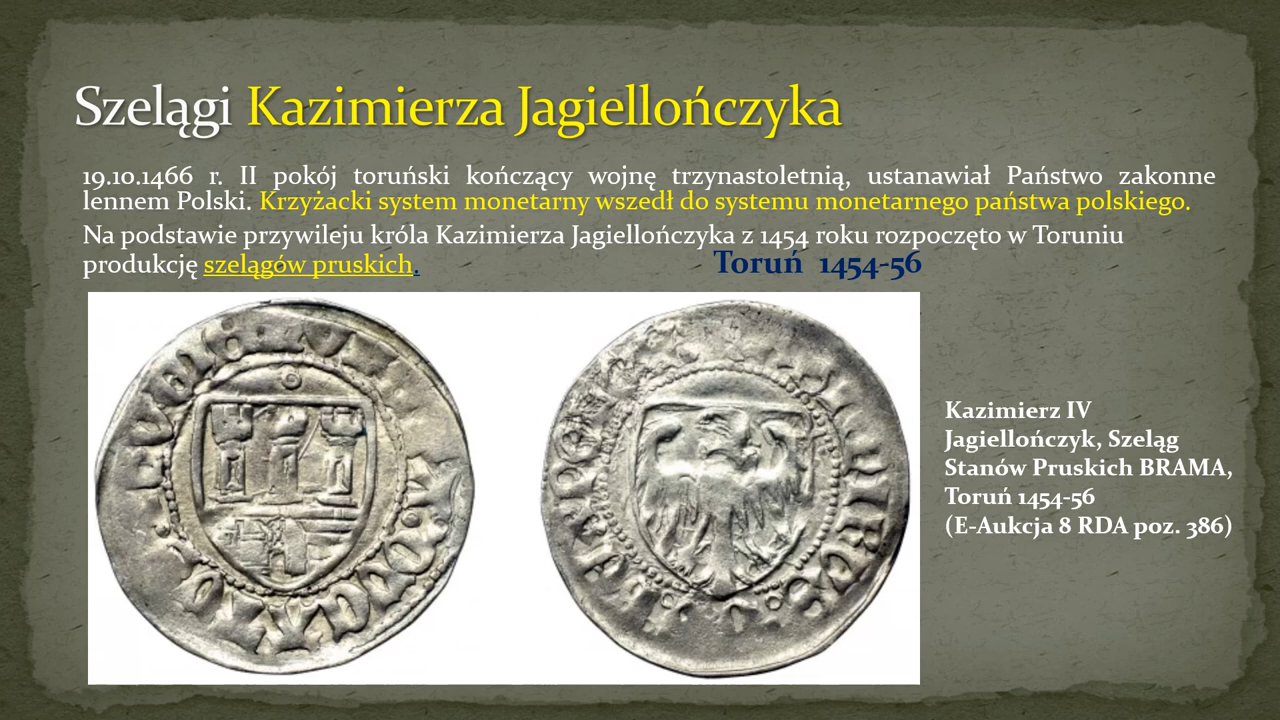 Szelągi Kazimierza Jagiellończyka
19.10.1466 r. II pokój toruński kończący wojnę trzynastoletnią, ustanawiał Państwo zakonne
lennem Polski. Krzyżacki system monetarny wszedł do systemu monetarnego państwa polskiego.
Na podstawie przywileju króla Kazimierza Jagiellończyka z 1454 roku rozpoczęto w Toruniu
produkcję szelągów pruskich.
Toruń 1454-56
Kazimierz IV
Jagiellończyk, Szeląg
Stanów Pruskich BRAMA,
Toruń 1454-56
(E-Aukcja 8 RDA poz. 386)